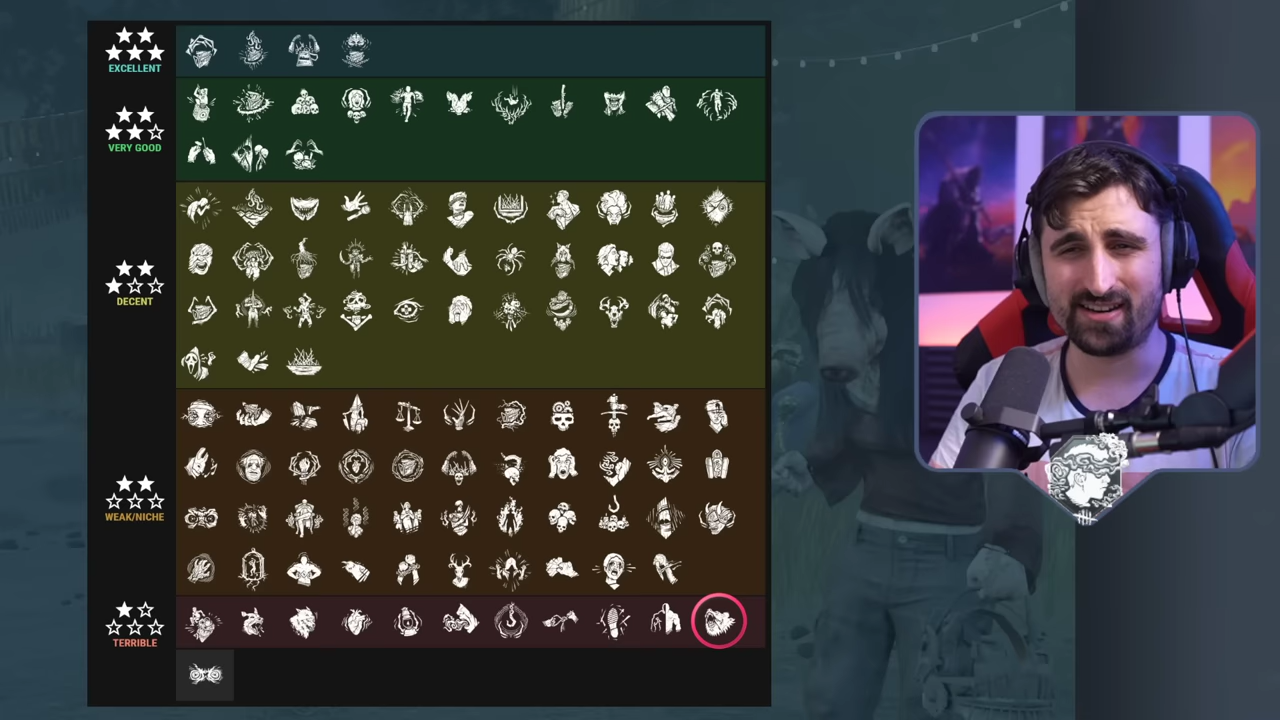 EXCELLENT
VERY GOOD
DECENT
WEAK/NICHE
TERRIBLE